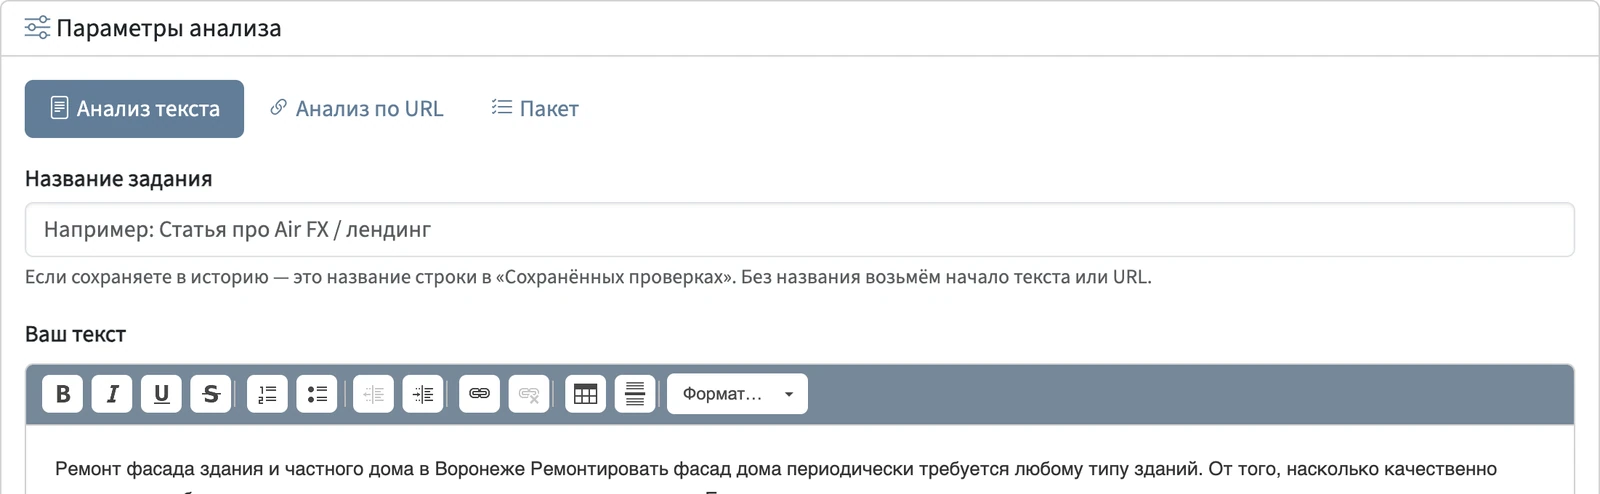 Параметры анализа
Анализ текста Анализ по URL Пакет
Название задания
Например: Статья про Air FX / лендинг
Если сохраняете в историю — это название строки в «Сохранённых проверках». Без названия возьмём начало текста или URL.
Ваш текст
B I U S Формат...
Ремонт фасада здания и частного дома в Воронеже Ремонтировать фасад дома периодически требуется любому типу зданий. От того, насколько качественно